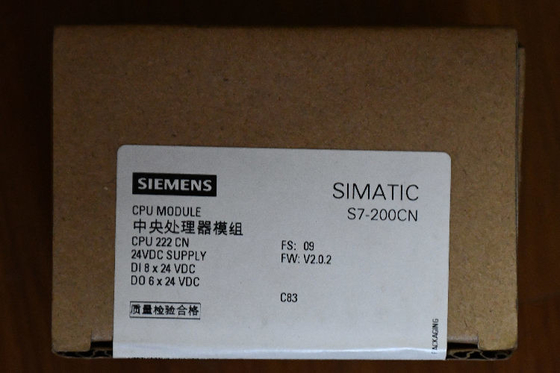 SIEMENS
SIMATIC
S7-200CN
CPU MODULE
中央处理器模组
CPU 222 CN
24VDC SUPPLY
DI 8 x 24 VDC
DO 6 x 24 VDC
FS: 09
FW: V2.0.2
C83
质量检验合格
PACKAGING